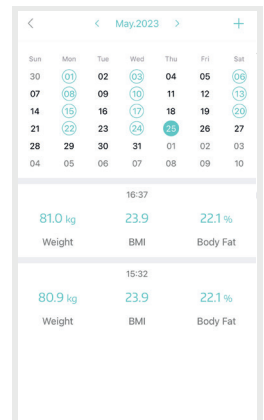 May.2023
Sun Mon Tue Wed Thu Fri Sat
30 01 02 03 04 05 06
07 08 09 10 11 12 13
14 15 16 17 18 19 20
21 22 23 24 25 26 27
28 29 30 31 01 02 03
04 05 06 07 08 09 10
16:37
81.0 kg 23.9 22.1 %
Weight BMI Body Fat
15:32
80.9 kg 23.9 22.1 %
Weight BMI Body Fat